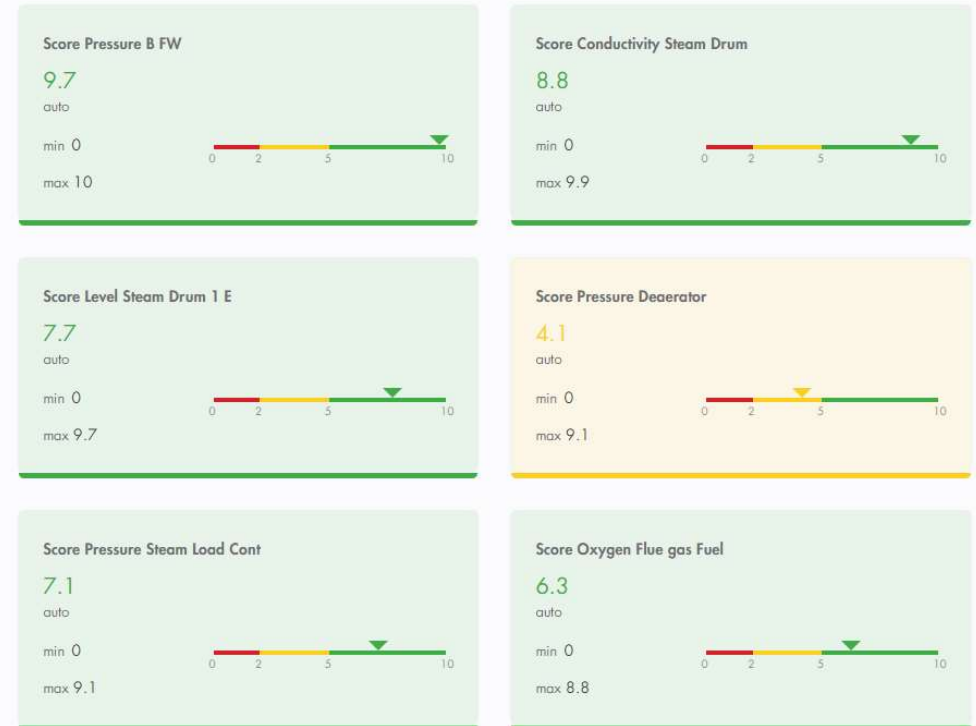 Score Pressure B FW
9.7
auto
min 0
max 10
0 2 5 10
Score Conductivity Steam Drum
8.8
auto
min 0
max 9.9
0 2 5 10
Score Level Steam Drum 1 E
7.7
auto
min 0
max 9.7
0 2 5 10
Score Pressure Deaerator
4.1
auto
min 0
max 9.1
0 2 5 10
Score Pressure Steam Load Cont
7.1
auto
min 0
max 9.1
0 2 5 10
Score Oxygen Flue gas Fuel
6.3
auto
min 0
max 8.8
0 2 5 10